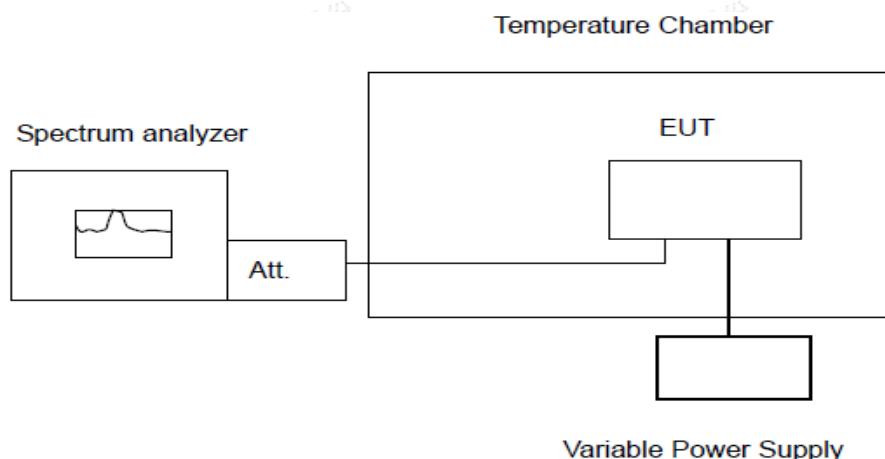 Temperature Chamber
Spectrum analyzer
EUT
Att.
Variable Power Supply